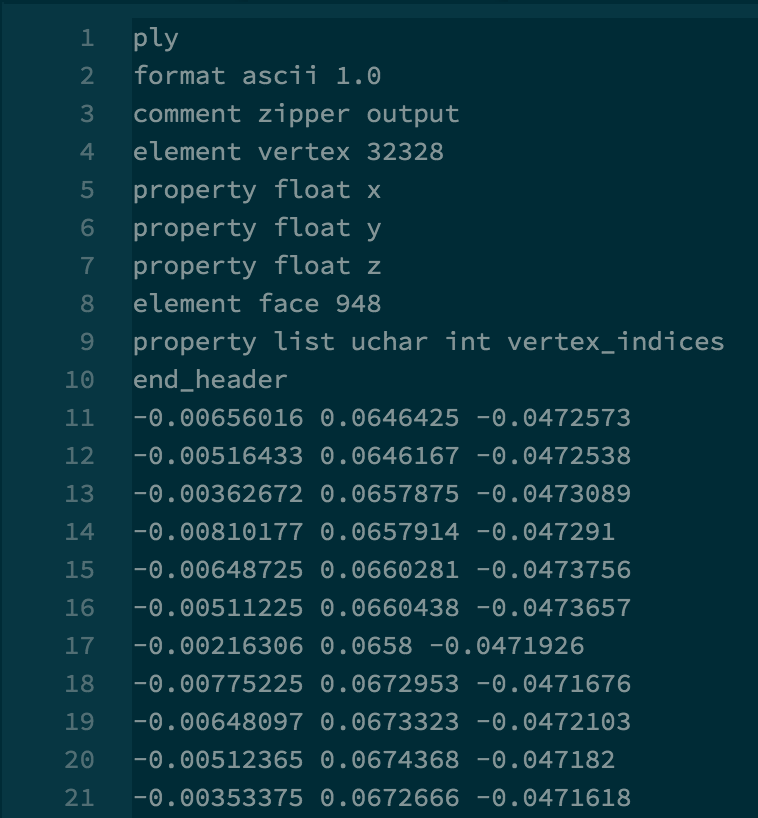 1 ply
2 format ascii 1.0
3 comment zipper output
4 element vertex 32328
5 property float x
6 property float y
7 property float z
8 element face 948
9 property list uchar int vertex_indices
10 end_header
11 -0.00656016 0.0646425 -0.0472573
12 -0.00516433 0.0646167 -0.0472538
13 -0.00362672 0.0657875 -0.0473089
14 -0.00810177 0.0657914 -0.047291
15 -0.00648725 0.0660281 -0.0473756
16 -0.00511225 0.0660438 -0.0473657
17 -0.00216306 0.0658 -0.0471926
18 -0.00775225 0.0672953 -0.0471676
19 -0.00648097 0.0673323 -0.0472103
20 -0.00512365 0.0674368 -0.047182
21 -0.00353375 0.0672666 -0.0471618